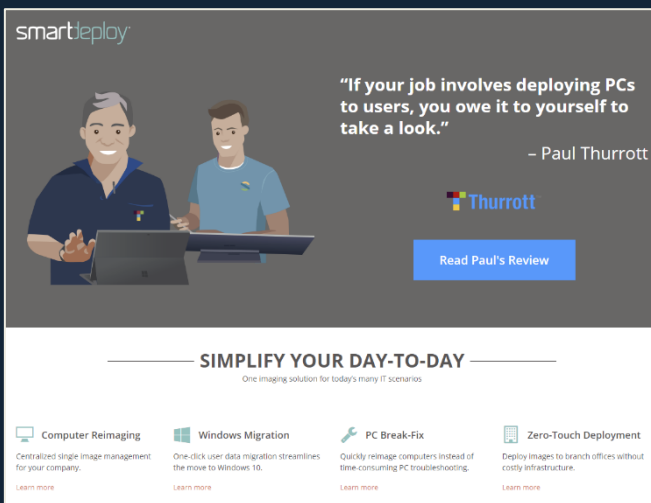 smartdeploy
“If your job involves deploying PCs
to users, you owe it to yourself to
take a look.”
– Paul Thurrott
Thurrott
Read Paul's Review
SIMPLIFY YOUR DAY-TO-DAY
One imaging solution for today's many IT scenarios
Computer Reimaging
Centralized single image management
for your company.
Learn more
Windows Migration
One-click user data migration streamlines
the move to Windows 10.
Learn more
PC Break-Fix
Quickly reimage computers instead of
time-consuming PC troubleshooting.
Learn more
Zero-Touch Deployment
Deploy images to branch offices without
costly infrastructure.
Learn more